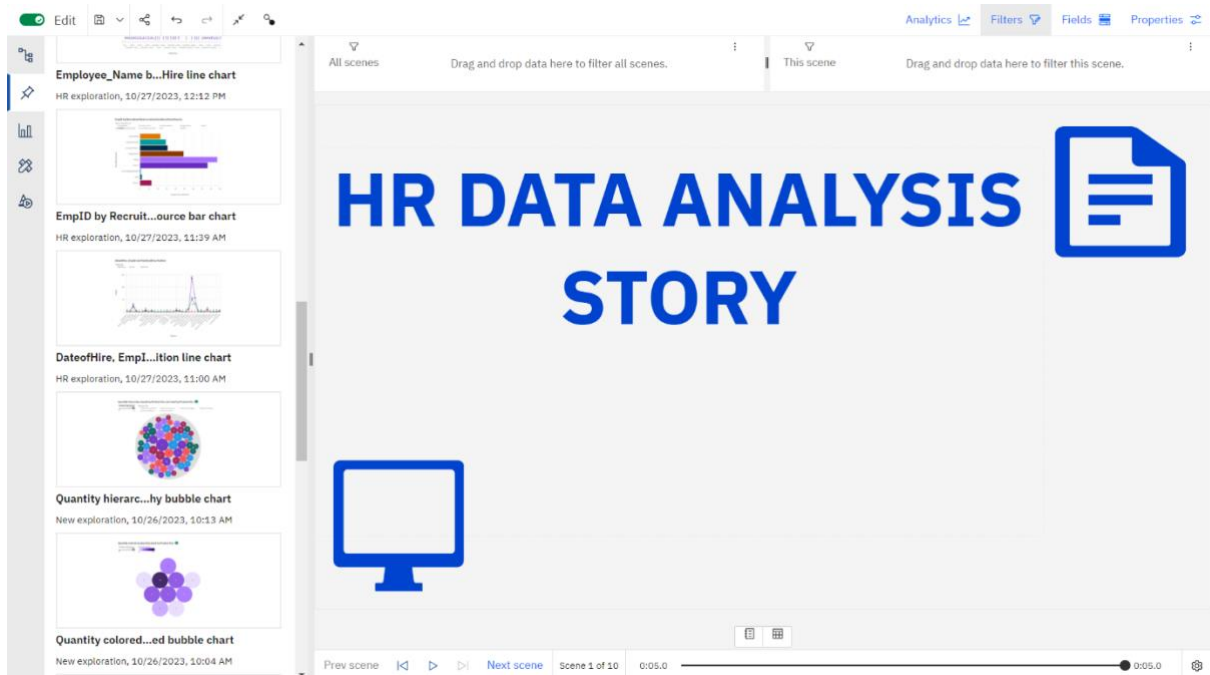 Edit
Analytics
Filters
Fields
Properties
Employee_Name b...Hire line chart
HR exploration, 10/27/2023, 12:12 PM
EmpID by Recruit...ource bar chart
HR exploration, 10/27/2023, 11:39 AM
DateofHire, EmpI...ition line chart
HR exploration, 10/27/2023, 11:00 AM
Quantity hierarc...hy bubble chart
New exploration, 10/26/2023, 10:13 AM
Quantity colored...ed bubble chart
New exploration, 10/26/2023, 10:04 AM
All scenes
Drag and drop data here to filter all scenes.
This scene
Drag and drop data here to filter this scene.
HR DATA ANALYSIS
STORY
Prev scene
Next scene
Scene 1 of 10
0:05.0
0:05.0